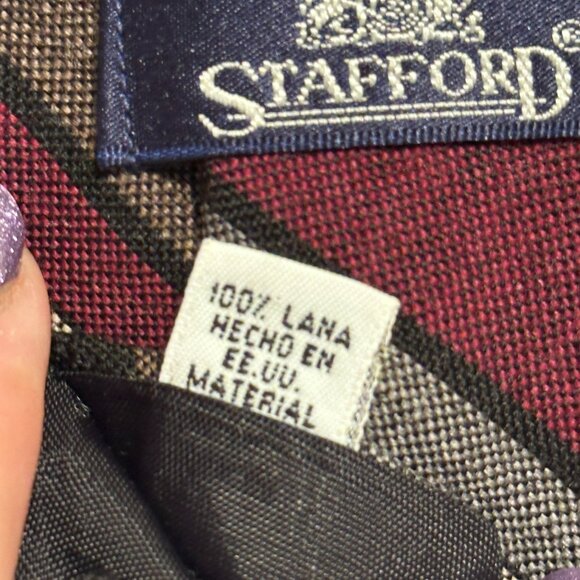 STAFFORD®
100% LANA
HECHO EN
EE.UU.
MATERIAL